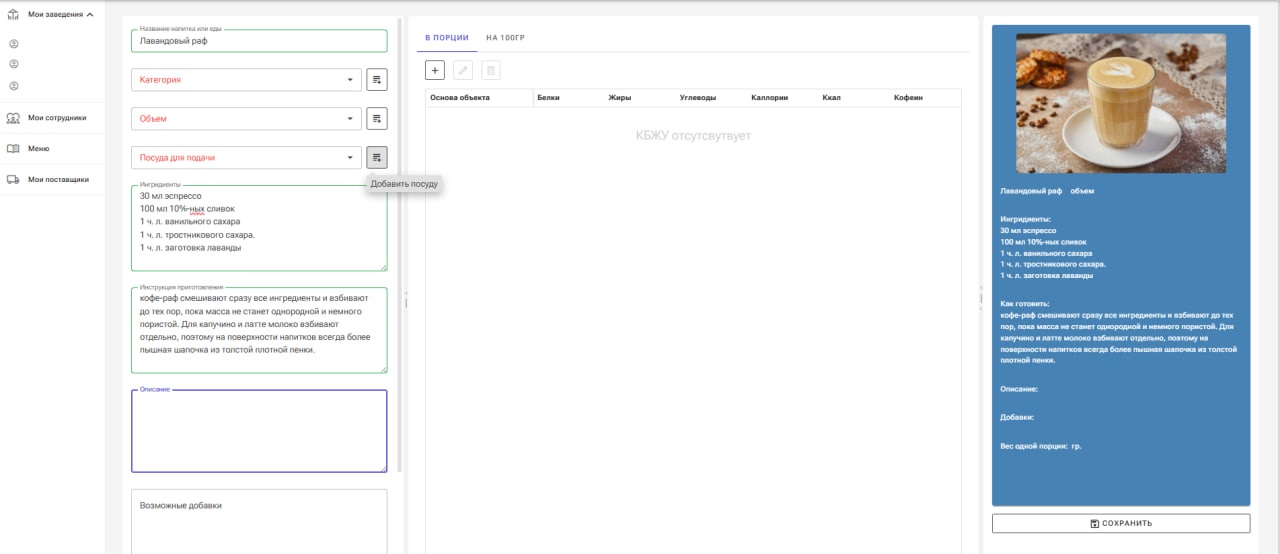 Мои заведения
Мои сотрудники
Меню
Мои поставщики
Название напитка или еды
Лавандовый раф
Категория
Объем
Посуда для подачи
Добавить посуду
Ингридиенты
30 мл эспрессо
100 мл 10%-ных сливок
1 ч. л. ванильного сахара
1 ч. л. тростникового сахара.
1 ч. л. заготовка лаванды
Инструкция приготовления
кофе-раф смешивают сразу все ингредиенты и взбивают
до тех пор, пока масса не станет однородной и немного
пористой. Для капучино и латте молоко взбивают
отдельно, поэтому на поверхности напитков всегда более
пышная шапочка из толстой плотной пенки.
Описание
Возможные добавки
В ПОРЦИИ НА 100ГР
Основа объекта Белки Жиры Углеводы Каллории Ккал Кофеин
КБЖУ отсутсвутвует
Лавандовый раф объем
Ингридиенты:
30 мл эспрессо
100 мл 10%-ных сливок
1 ч. л. ванильного сахара
1 ч. л. тростникового сахара.
1 ч. л. заготовка лаванды
Как готовить:
кофе-раф смешивают сразу все ингредиенты и взбивают до тех
пор, пока масса не станет однородной и немного пористой. Для
капучино и латте молоко взбивают отдельно, поэтому на
поверхности напитков всегда более пышная шапочка из толстой
плотной пенки.
Описание:
Добавки:
Вес одной порции: гр.
СОХРАНИТЬ